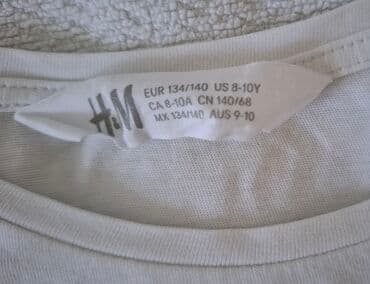 H&M
EUR 134/140 US 8-10Y
CA 8-10A CN 140/68
MX 134/140 AUS 9-10